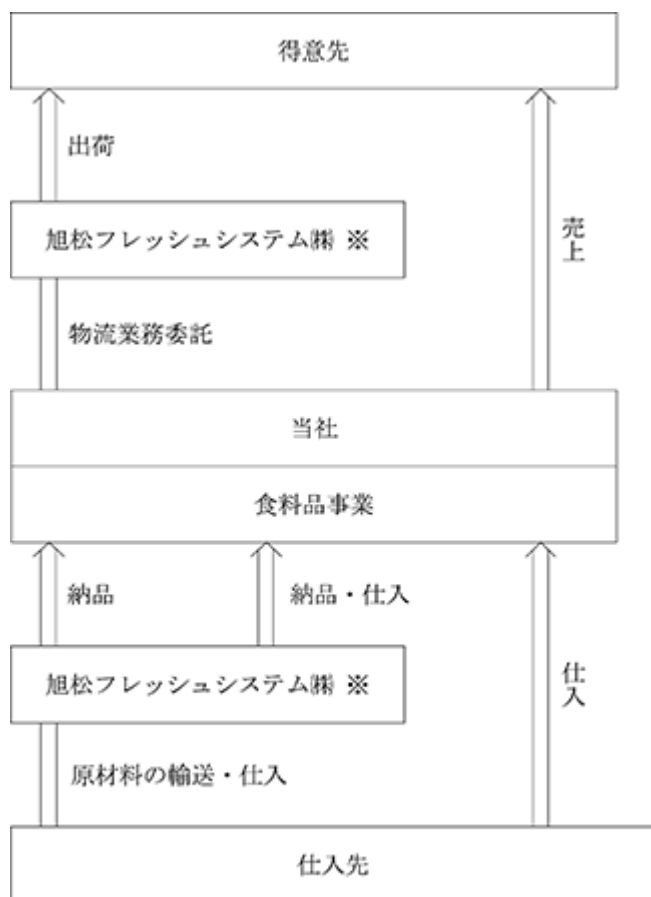 得意先
出荷
旭松フレッシュシステム㈱ ※
売上
物流業務委託
当社
食料品事業
納品
納品・仕入
旭松フレッシュシステム㈱ ※
仕入
原材料の輸送・仕入
仕入先